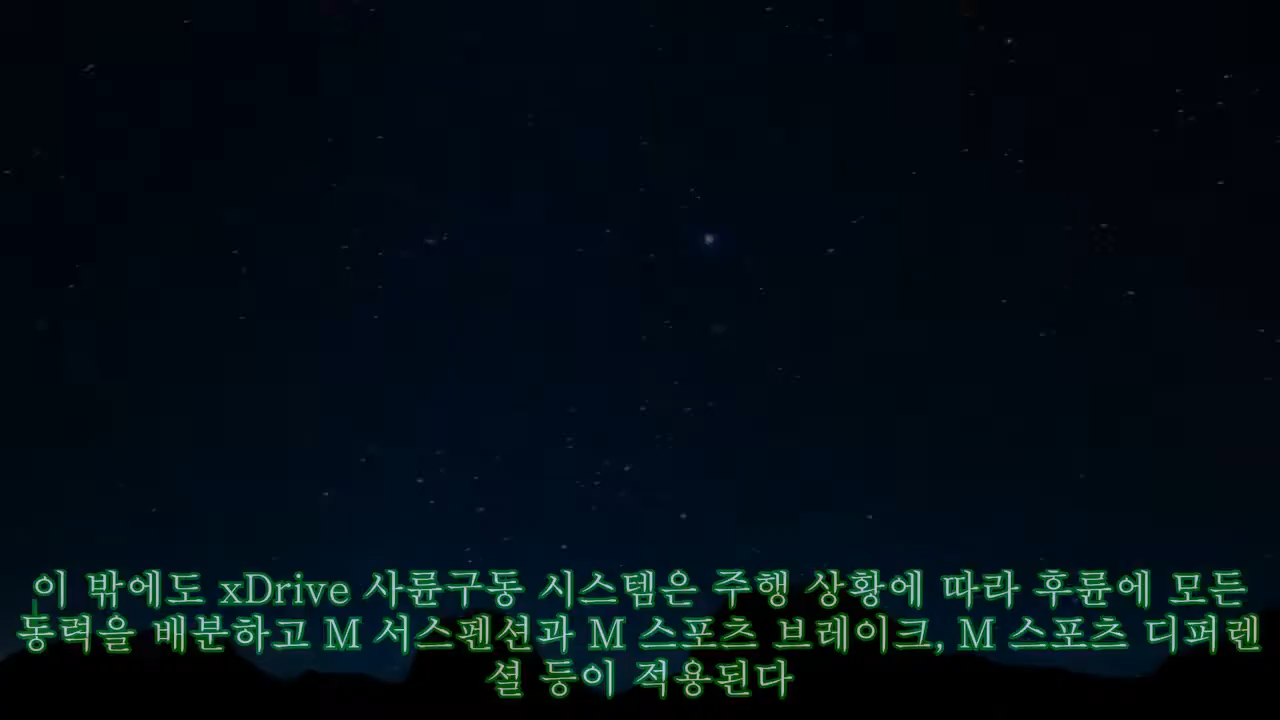 이 밖에도 xDrive 사륜구동 시스템은 주행 상황에 따라 후륜에 모든
동력을 배분하고 M 서스펜션과 M 스포츠 브레이크, M 스포츠 디퍼렌
셜 등이 적용된다